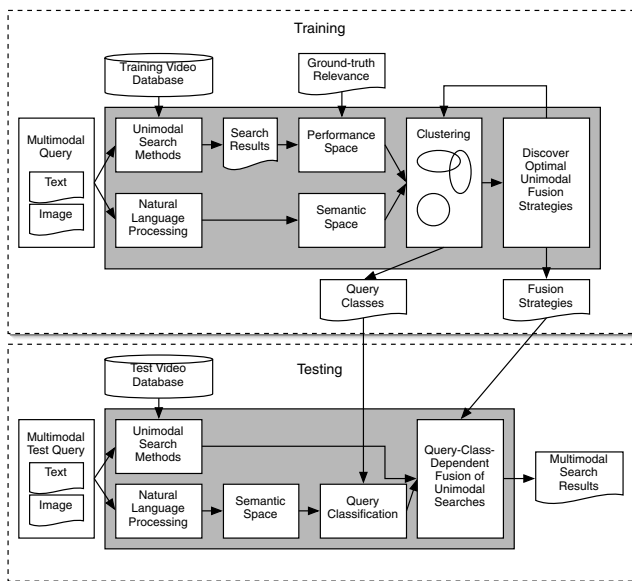 Training
Training Video
Database
Ground-truth
Relevance
Multimodal
Query
Text
Image
Unimodal
Search
Methods
Search
Results
Performance
Space
Clustering
Discover
Optimal
Unimodal
Fusion
Strategies
Natural
Language
Processing
Semantic
Space
Query
Classes
Fusion
Strategies
Testing
Test Video
Database
Multimodal
Test Query
Text
Image
Unimodal
Search
Methods
Natural
Language
Processing
Semantic
Space
Query
Classification
Query-Class-
Dependent
Fusion of
Unimodal
Searches
Multimodal
Search
Results